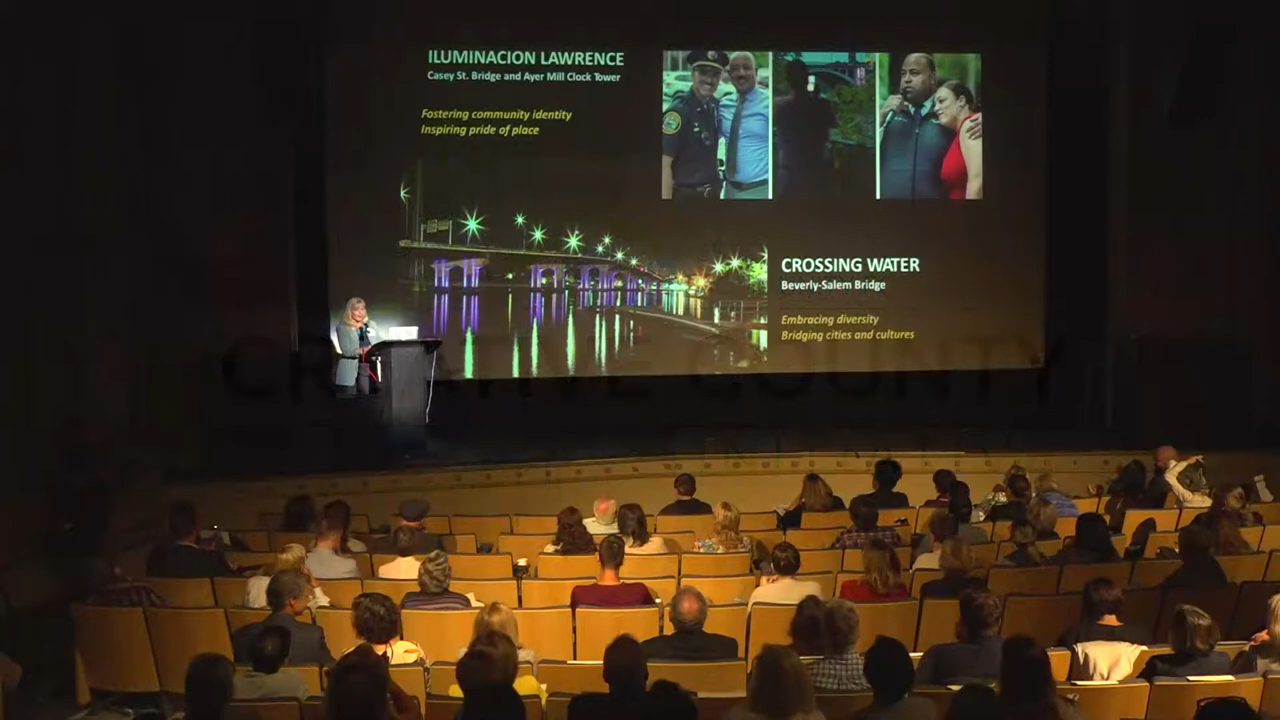 ILUMINACION LAWRENCE
Casey St. Bridge and Ayer Mill Clock Tower
Fostering community identity
Inspiring pride of place
CROSSING WATER
Beverly-Salem Bridge
Embracing diversity
Bridging cities and cultures
COUNTY